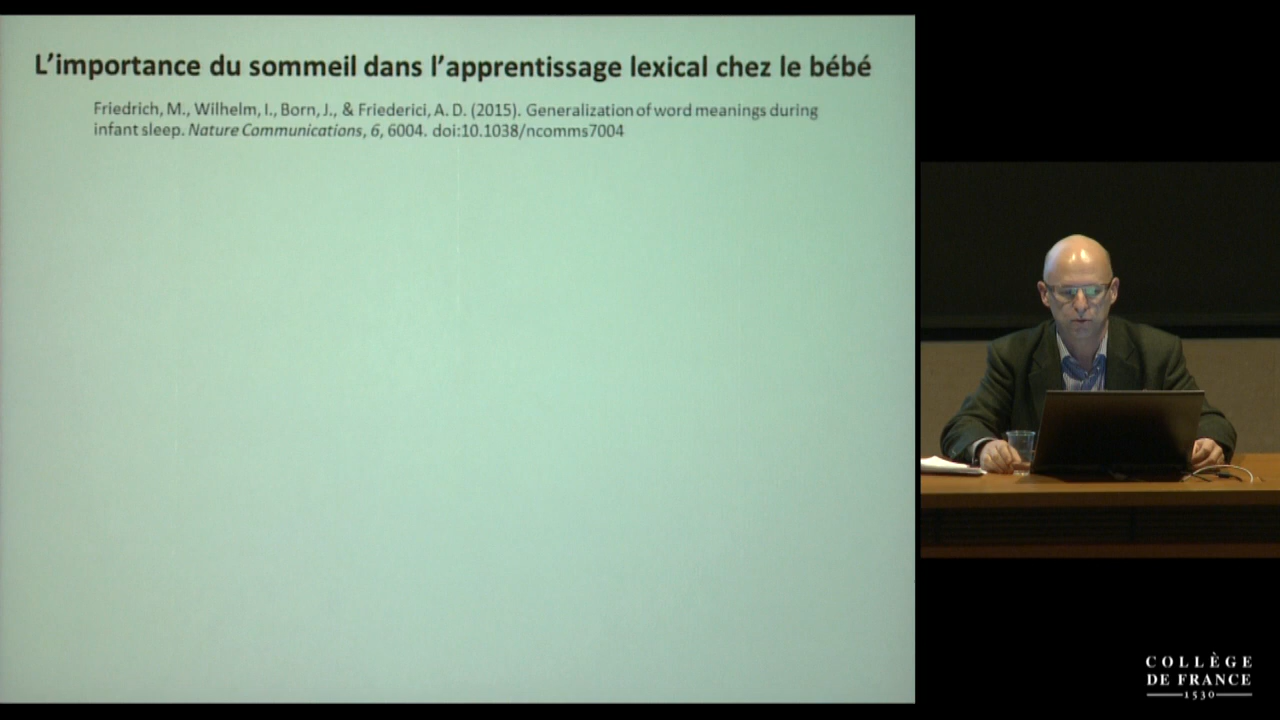 L'importance du sommeil dans l'apprentissage lexical chez le bébé
Friedrich, M., Wilhelm, I., Born, J., & Friederici, A. D. (2015). Generalization of word meanings during
infant sleep. Nature Communications, 6, 6004. doi:10.1038/ncomms7004
COLLÈGE
DE FRANCE
1530